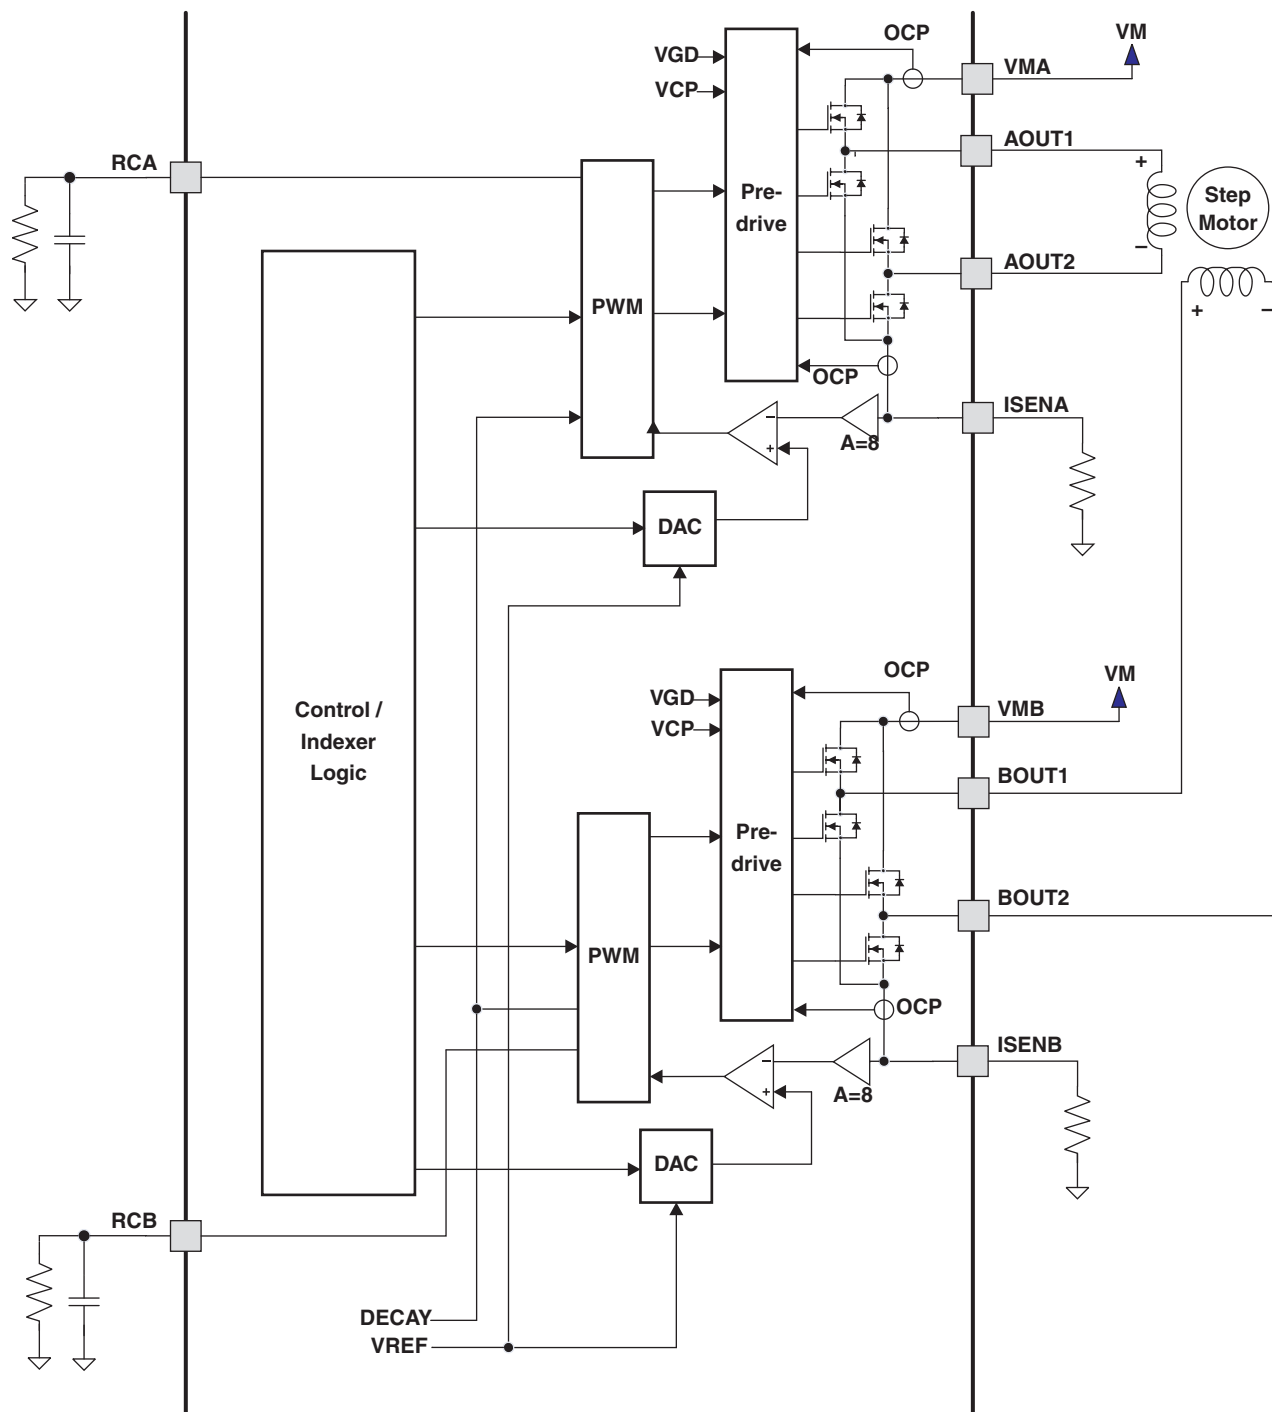 OCP
VM
VGD
VMA
VCP
AOUT1
RCA
+
Pre-
drive
Step
Motor
−
AOUT2
PWM
+ −
OCP
ISENA
−
+
A=8
DAC
OCP
VM
VGD
VMB
VCP
Control /
Indexer
Logic
BOUT1
Pre-
drive
BOUT2
PWM
OCP
ISENB
−
+
A=8
DAC
RCB
DECAY
VREF